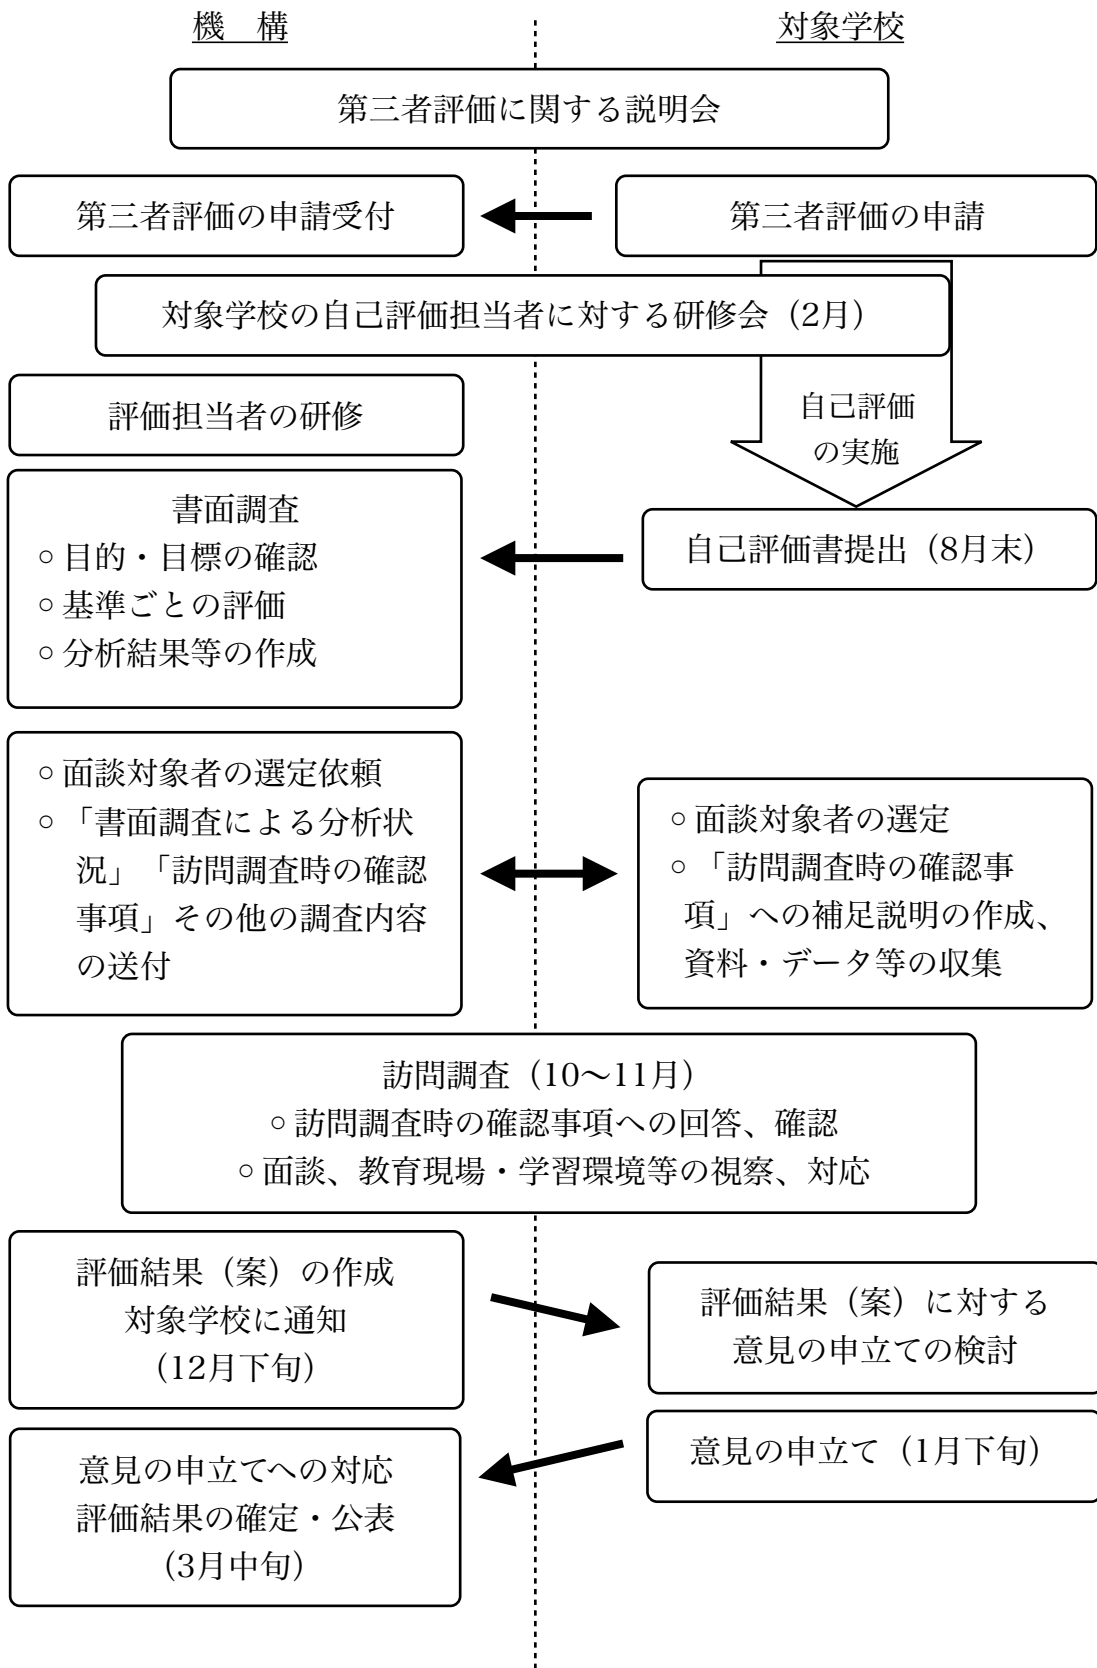 機　構
対象学校
第三者評価に関する説明会
第三者評価の申請受付
第三者評価の申請
対象学校の自己評価担当者に対する研修会（2月）
評価担当者の研修
自己評価
の実施
書面調査
○目的・目標の確認
○基準ごとの評価
○分析結果等の作成
自己評価書提出（8月末）
○面談対象者の選定依頼
○「書面調査による分析状
況」「訪問調査時の確認
事項」その他の調査内容
の送付
○面談対象者の選定
○「訪問調査時の確認事
項」への補足説明の作成、
資料・データ等の収集
訪問調査（10～11月）
○訪問調査時の確認事項への回答、確認
○面談、教育現場・学習環境等の視察、対応
評価結果（案）の作成
対象学校に通知
（12月下旬）
評価結果（案）に対する
意見の申立ての検討
意見の申立て（1月下旬）
意見の申立てへの対応
評価結果の確定・公表
（3月中旬）